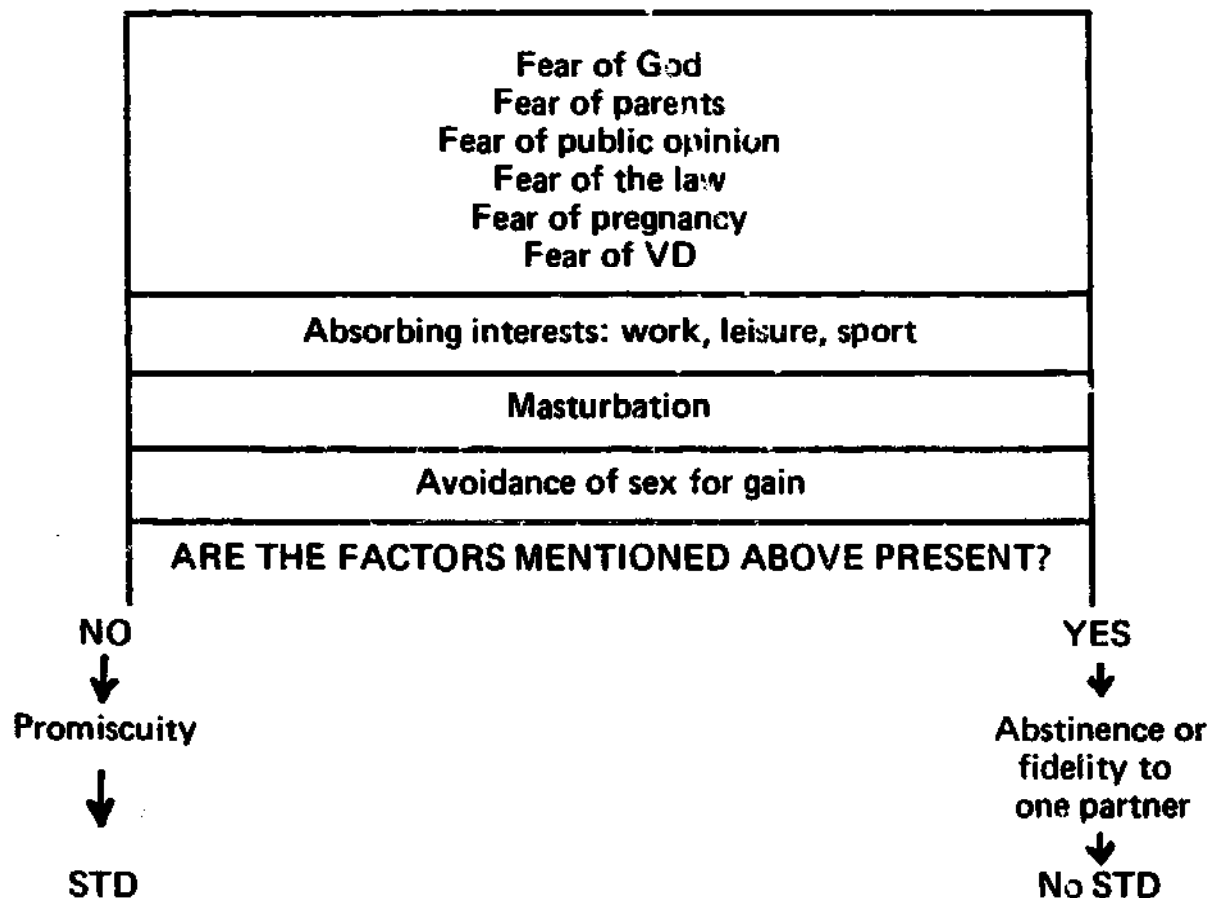 Fear of God
Fear of parents
Fear of public opinion
Fear of the law
Fear of pregnancy
Fear of VD
Absorbing interests: work, leisure, sport
Masturbation
Avoidance of sex for gain
ARE THE FACTORS MENTIONED ABOVE PRESENT?
NO
YES
Promiscuity
Abstinence or
fidelity to
one partner
STD
No STD